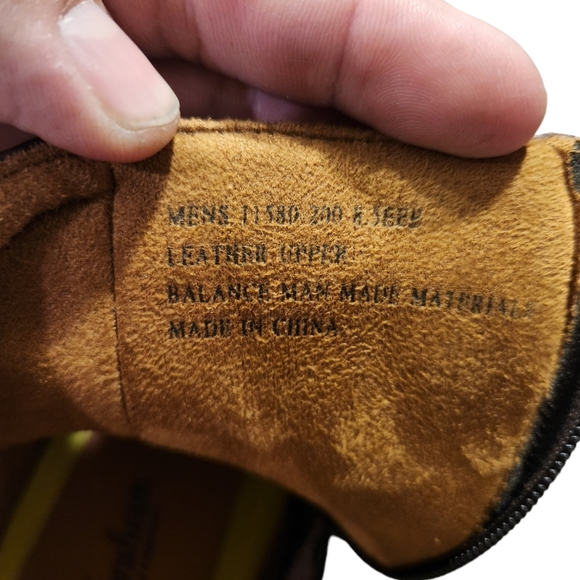 MENS 11580-200 8.5EEE
LEATHER UPPER
BALANCE MAN MADE MATERIALS
MADE IN CHINA